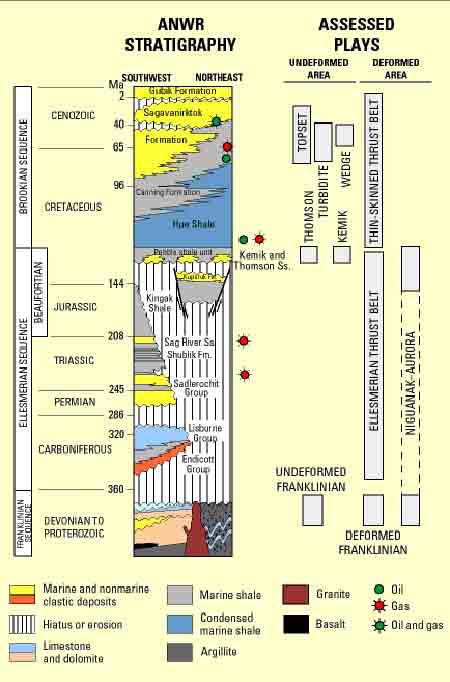 ANWR
STRATIGRAPHY
ASSESSED
PLAYS
SOUTHWEST
NORTHEAST
UNDEFORMED
AREA
DEFORMED
AREA
Ma
2
40
65
96
144
208
245
286
320
360
BROOKIAN SEQUENCE
ELLESMERIAN SEQUENCE
BEAUFORTIAN
FRANKLINIAN
SEQUENCE
CENOZOIC
CRETACEOUS
JURASSIC
TRIASSIC
PERMIAN
CARBONIFEROUS
DEVONIAN TO
PROTEROZOIC
Gubik Formation
Sagavanirktok
Formation
Canning Formation
Hue Shale
Pebble shale unit
Kemik and
Thomson Ss.
Kuparuk Fm.
Kingak
Shale
Sag River Ss.
Shublik Fm.
Sadlerochit
Group
Lisburne
Group
Endicott
Group
TOPSET
TURBIDITE
WEDGE
THOMSON
KEMIK
THIN-SKINNED THRUST BELT
ELLESMERIAN THRUST BELT
NIGUANAK-AURORA
UNDEFORMED
FRANKLINIAN
DEFORMED
FRANKLINIAN
Marine and nonmarine
clastic deposits
Hiatus or erosion
Limestone
and dolomite
Marine shale
Condensed
marine shale
Argillite
Granite
Basalt
Oil
Gas
Oil and gas